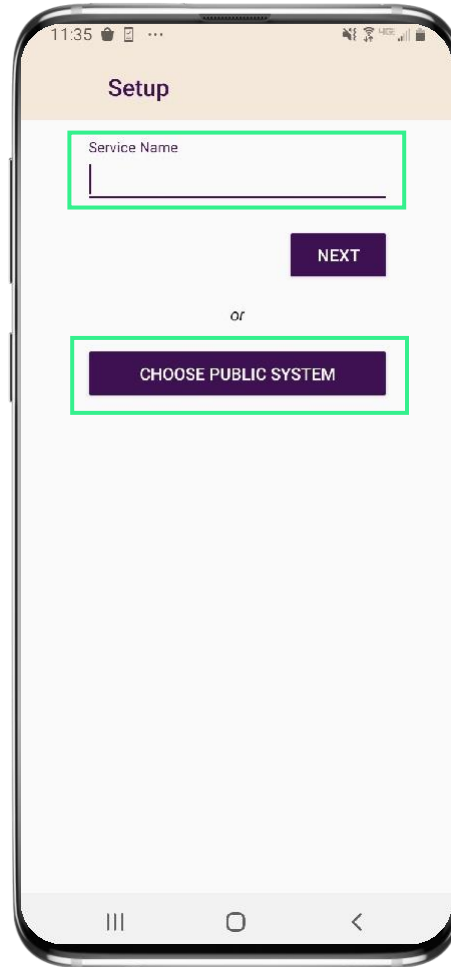 11:35 ...
Setup
Service Name
NEXT
or
CHOOSE PUBLIC SYSTEM